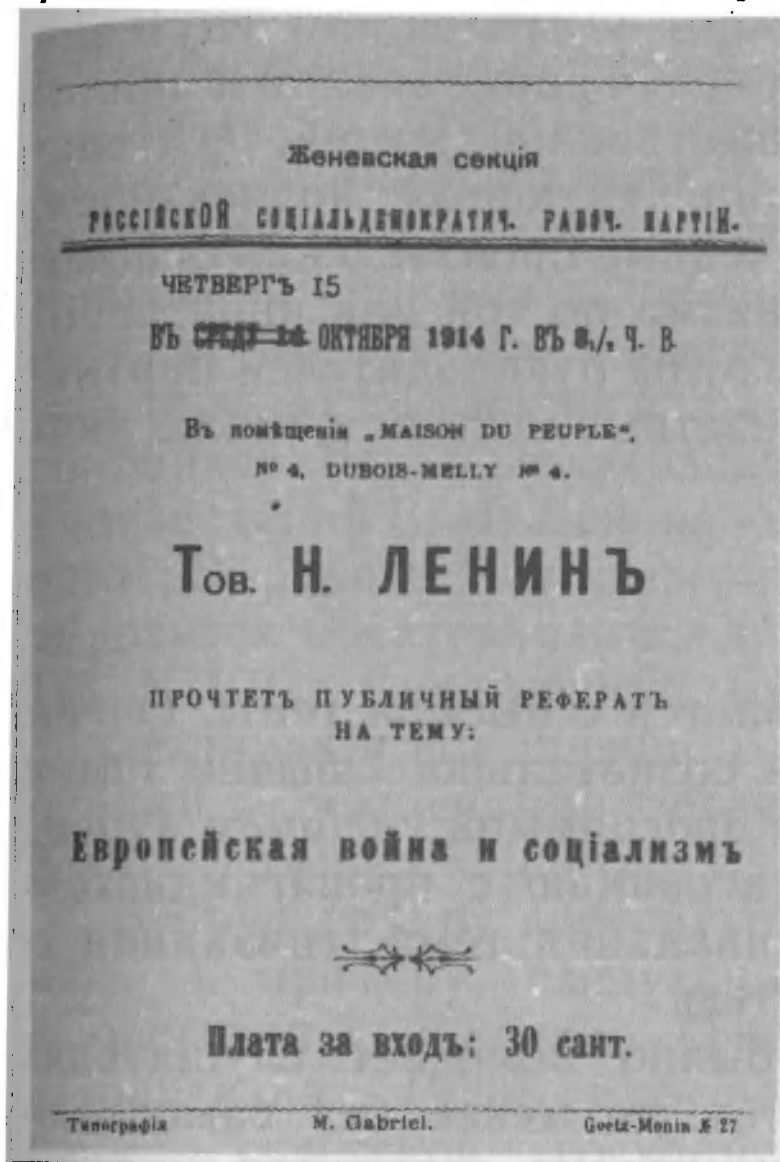 Женевская секція
РОССІЙСКОЙ СОЦІАЛЬДЕМОКРАТИЧ. РАБОЧ. ПАРТІИ.
ЧЕТВЕРГЪ 15
ВЪ СРЕДУ 14 ОКТЯБРЯ 1914 Г. ВЪ 8¹/₂ Ч. В.
Въ помѣщеніи „MAISON DU PEUPLE“,
№ 4, DUBOIS-MELLY № 4.
Тов. Н. ЛЕНИНЪ
ПРОЧТЕТЪ ПУБЛИЧНЫЙ РЕФЕРАТЪ
НА ТЕМУ:
Европейская война и соціализмъ
Плата за входъ: 30 сант.
Типографія M. Gabriel. Goetz-Monin № 27